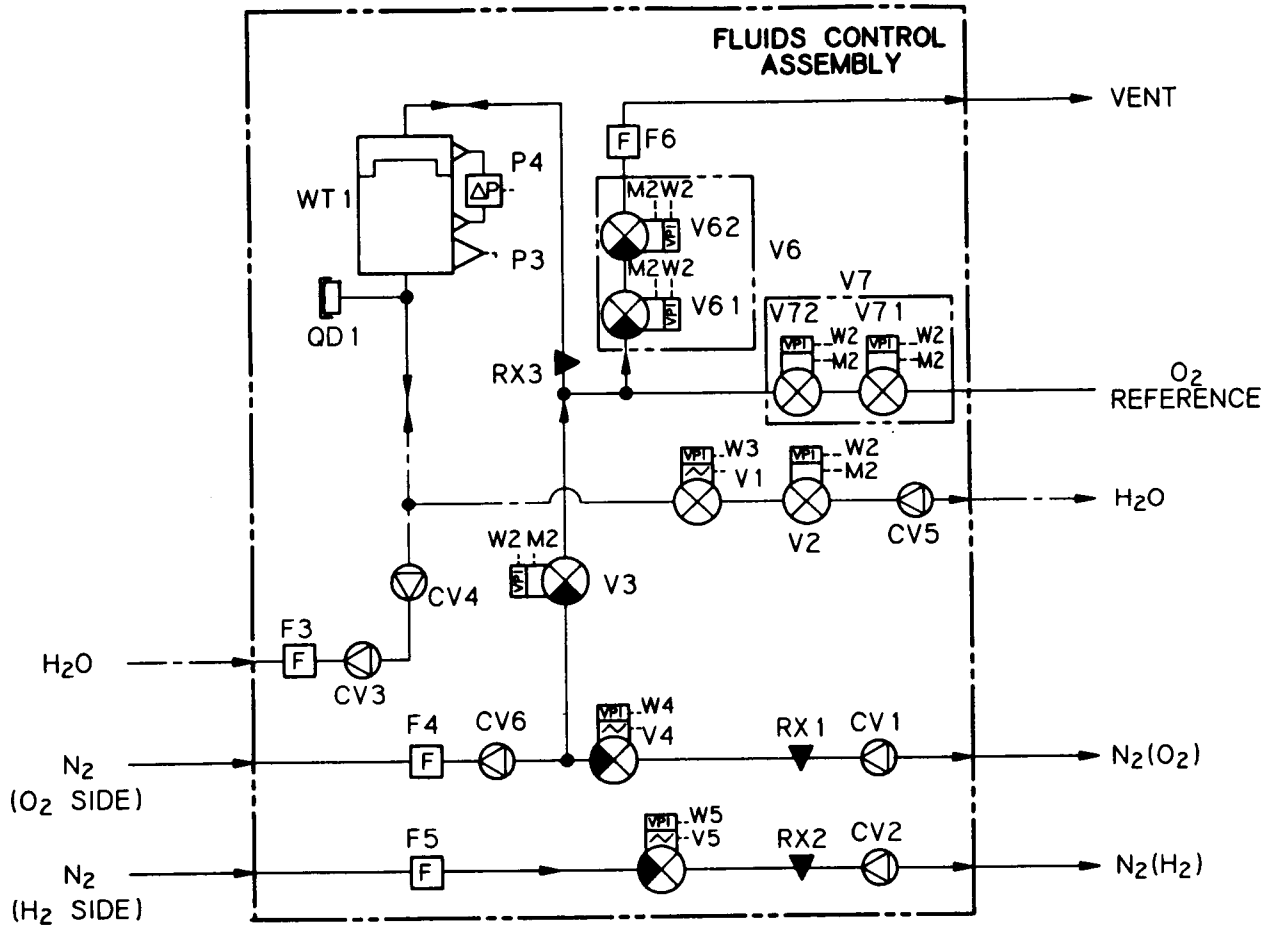 FLUIDS CONTROL
ASSEMBLY
VENT
F
F6
P4
ΔP
WT1
P3
M2 W2
VPI
V62
V6
M2 W2
VPI
V61
QD1
V7
V72
V71
VPI
W2
M2
VPI
W2
M2
RX3
O2
REFERENCE
VPI
W3
V1
VPI
W2
M2
V2
CV5
H2O
W2 M2
VPI
V3
CV4
F3
H2O
F
CV3
VPI
W4
V4
F4
CV6
RX1
CV1
N2
(O2 SIDE)
F
N2(O2)
VPI
W5
V5
F5
RX2
CV2
N2
(H2 SIDE)
F
N2(H2)